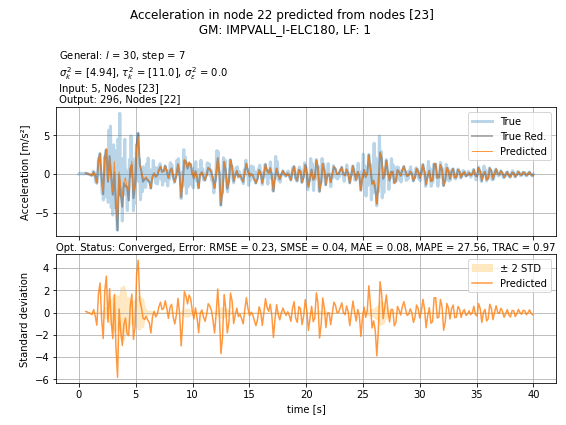 Acceleration in node 22 predicted from nodes [23]
GM: IMPVALL_I-ELC180, LF: 1
General: l = 30, step = 7
σ²ₖ = [4.94], τ²ₖ = [11.0], σ²ε = 0.0
Input: 5, Nodes [23]
Output: 296, Nodes [22]
Acceleration [m/s²]
5
0
−5
True
True Red.
Predicted
Opt. Status: Converged, Error: RMSE = 0.23, SMSE = 0.04, MAE = 0.08, MAPE = 27.56, TRAC = 0.97
Standard deviation
4
2
0
−2
−4
−6
± 2 STD
Predicted
0 5 10 15 20 25 30 35 40
time [s]